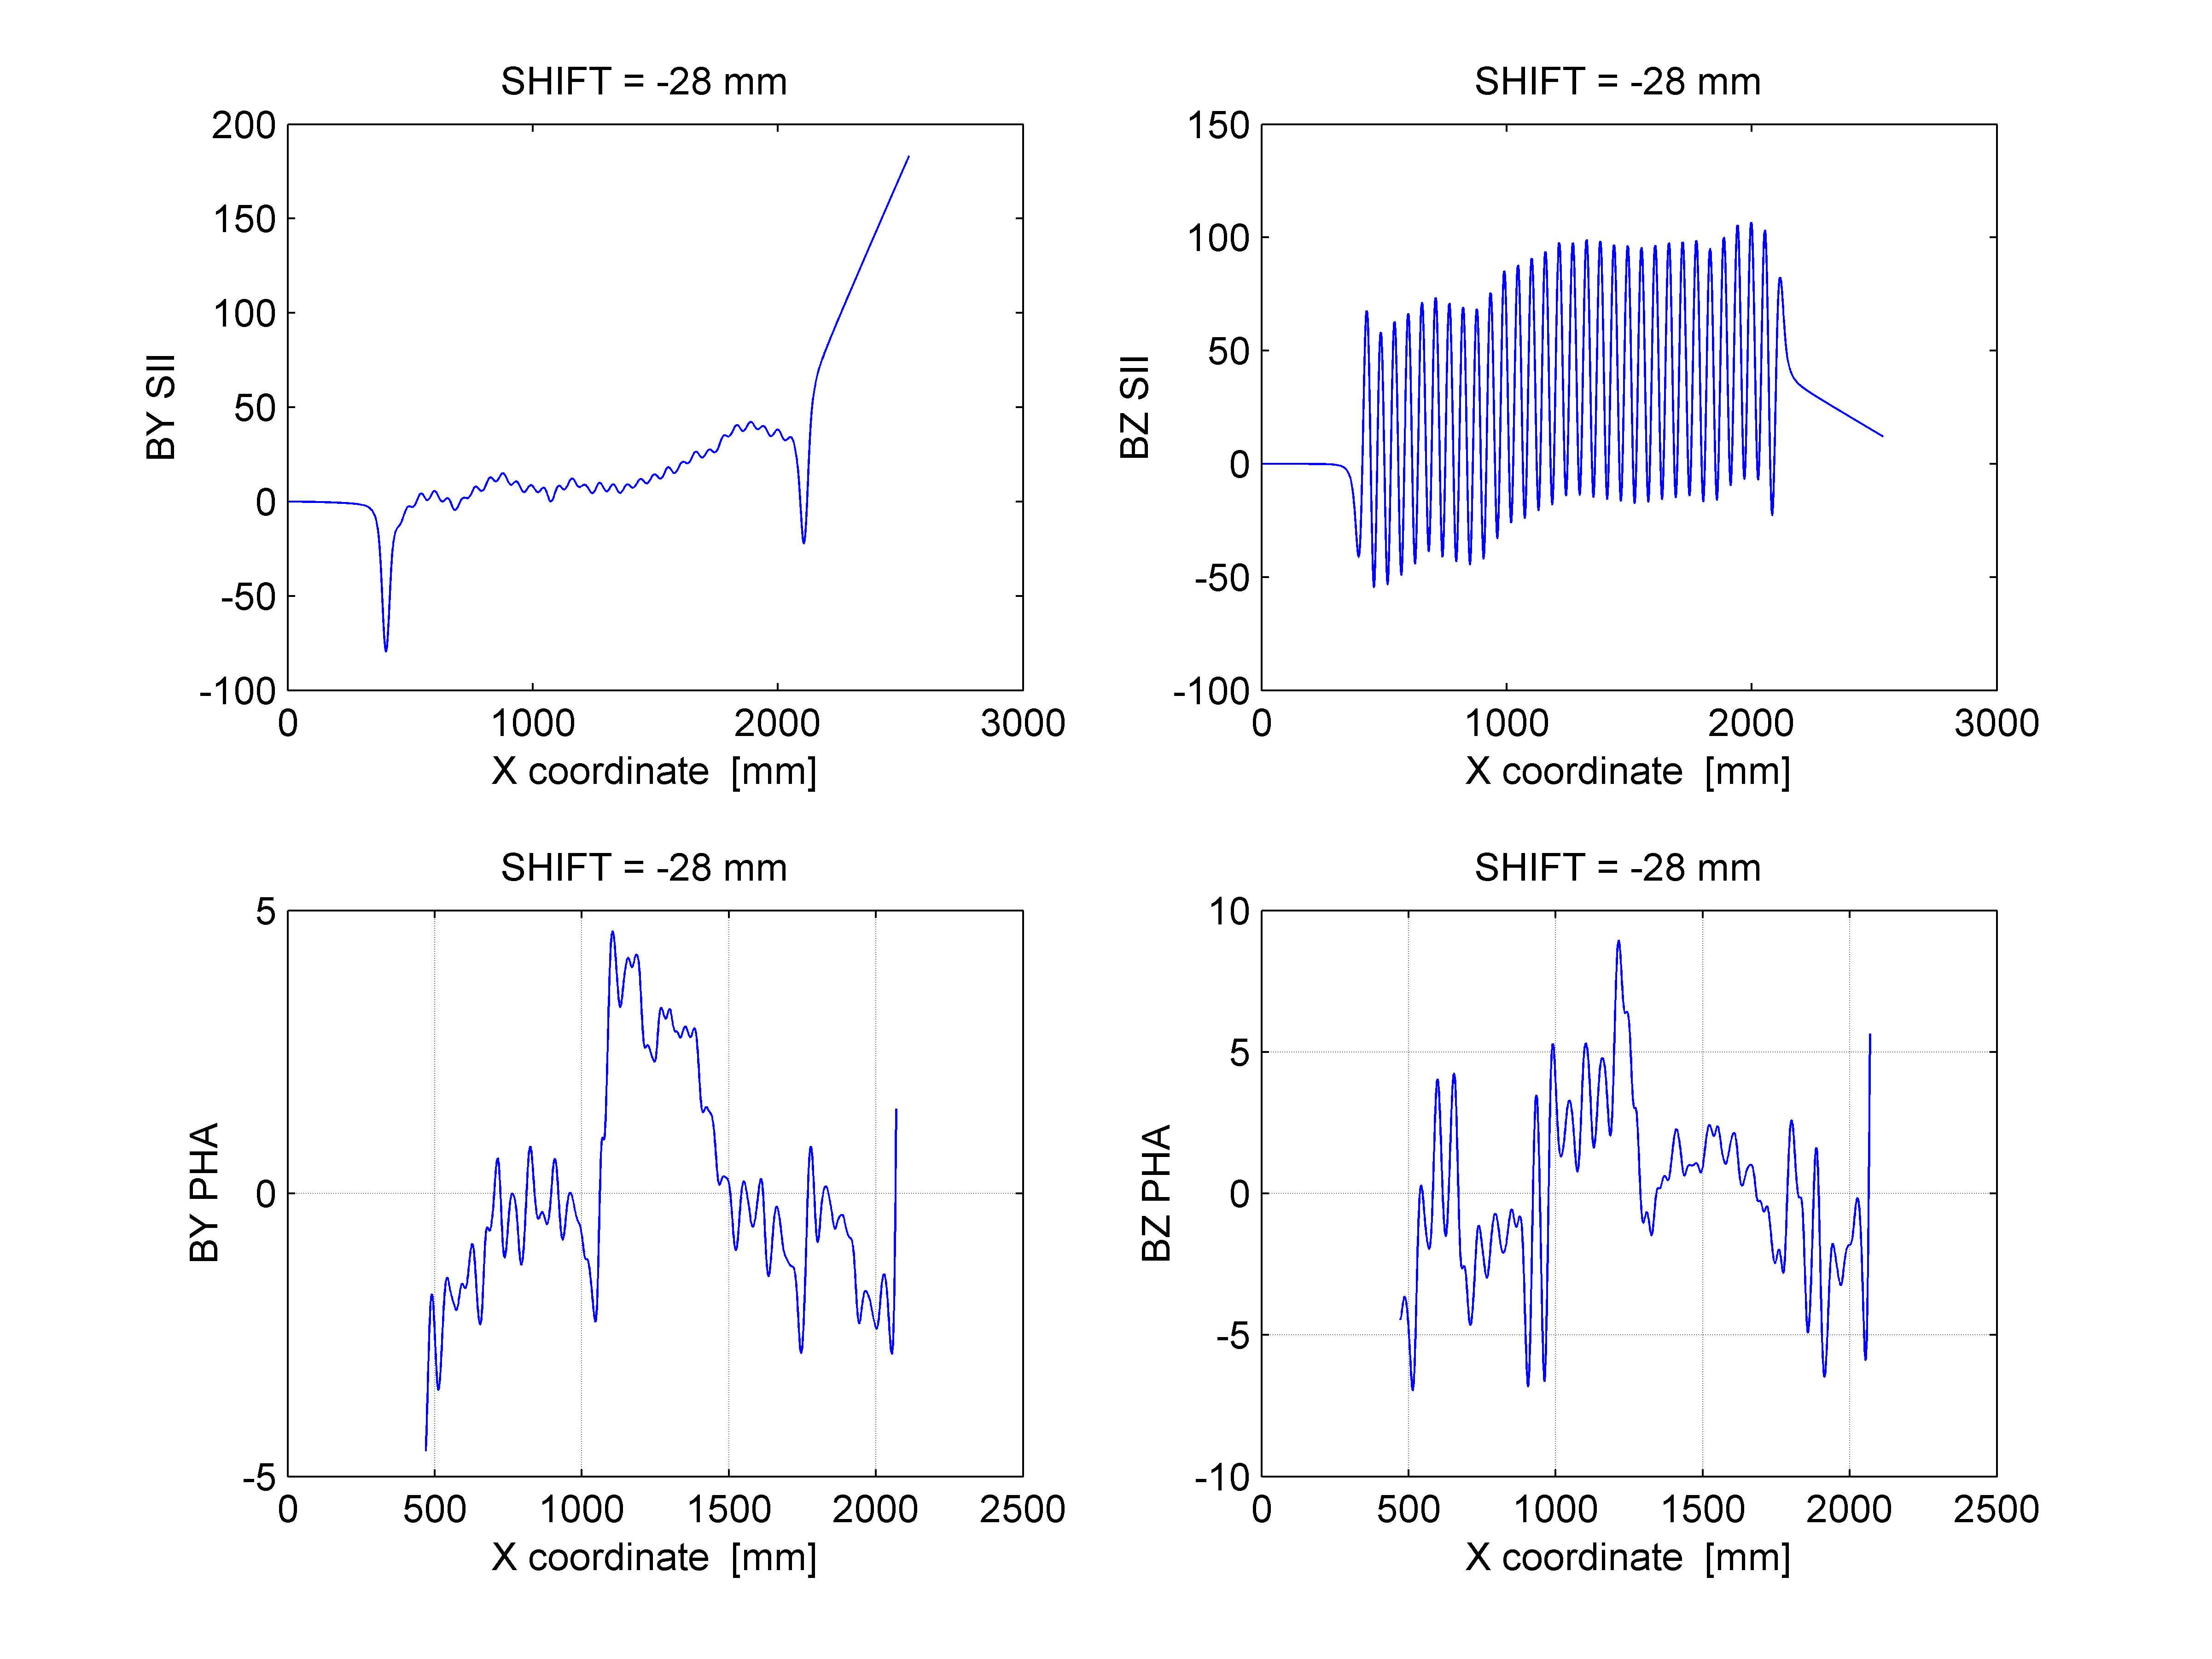 SHIFT = -28 mm
200
150
100
50
0
-50
-100
BY SII
0 1000 2000 3000
X coordinate [mm]
SHIFT = -28 mm
150
100
50
0
-50
-100
BZ SII
0 1000 2000 3000
X coordinate [mm]
SHIFT = -28 mm
5
0
-5
BY PHA
0 500 1000 1500 2000 2500
X coordinate [mm]
SHIFT = -28 mm
10
5
0
-5
-10
BZ PHA
0 500 1000 1500 2000 2500
X coordinate [mm]